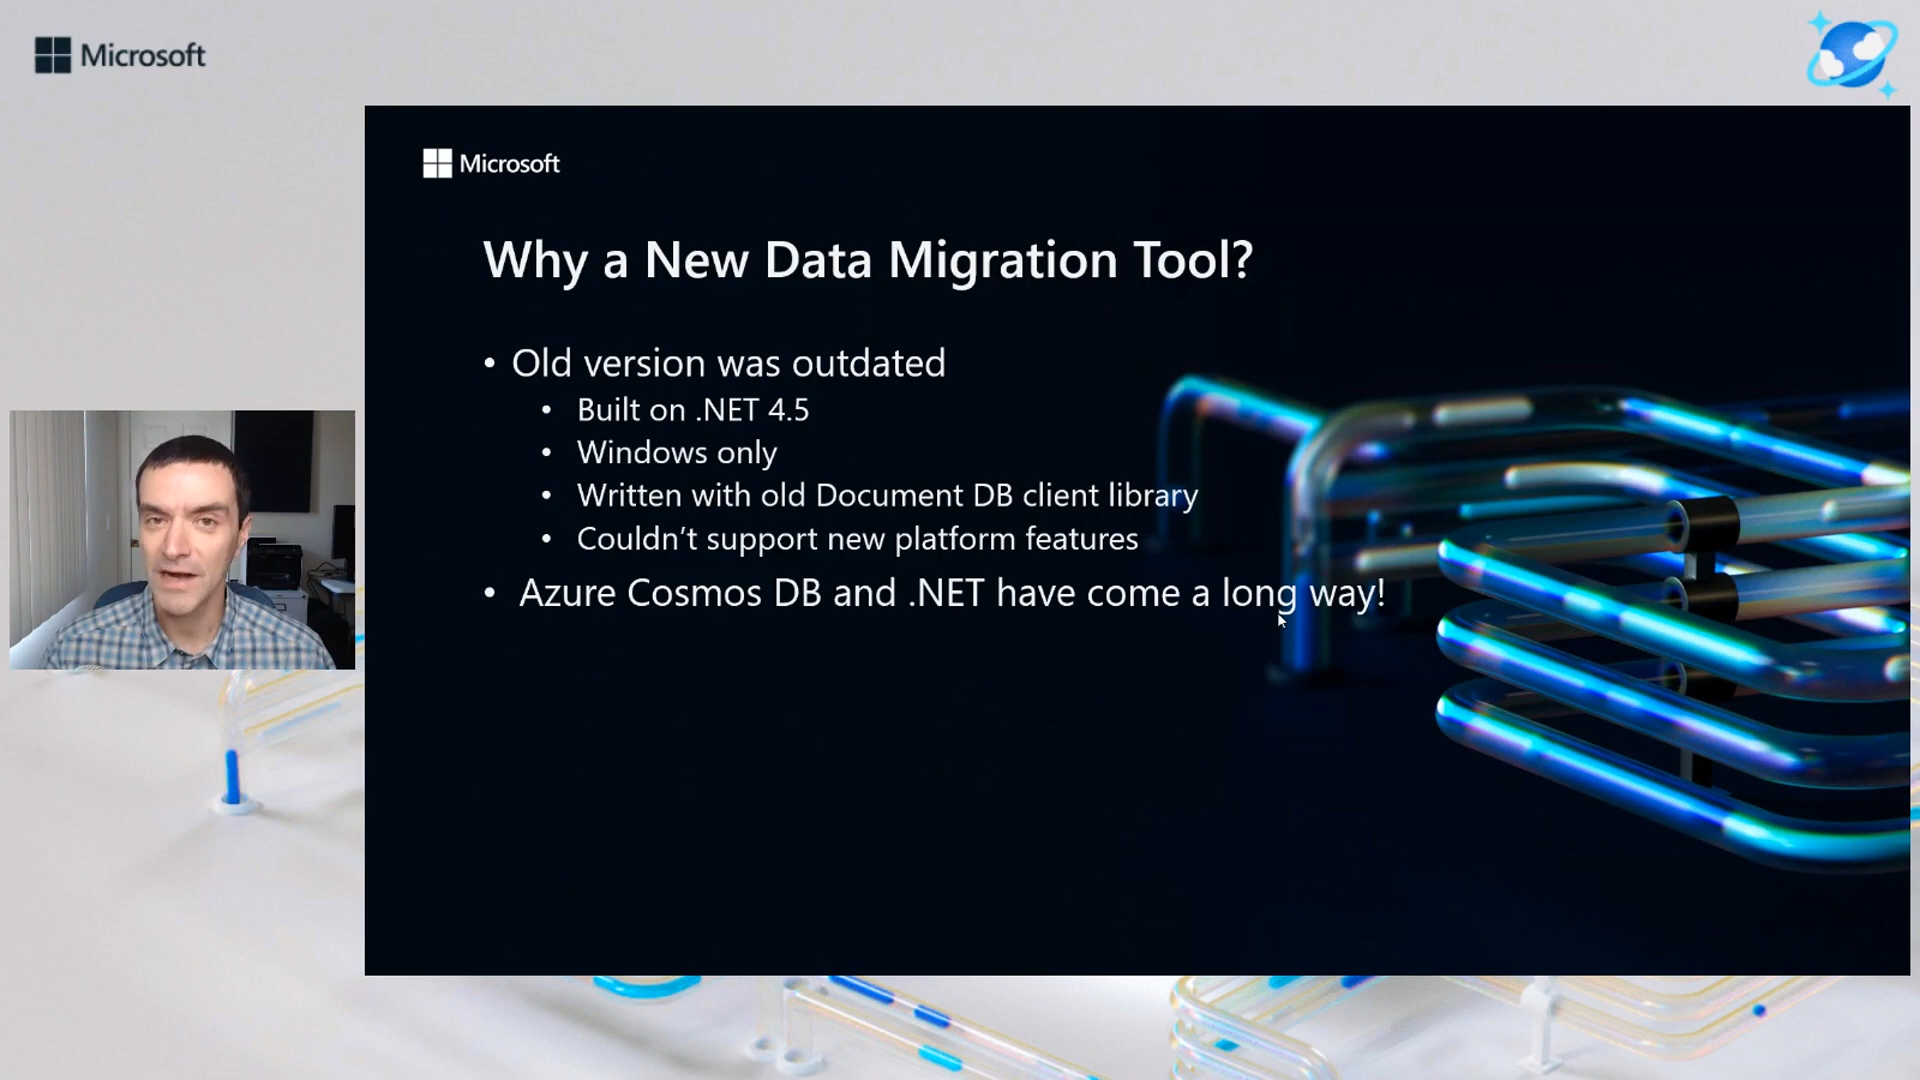 Microsoft
Microsoft
Why a New Data Migration Tool?
• Old version was outdated
• Built on .NET 4.5
• Windows only
• Written with old Document DB client library
• Couldn’t support new platform features
• Azure Cosmos DB and .NET have come a long way!